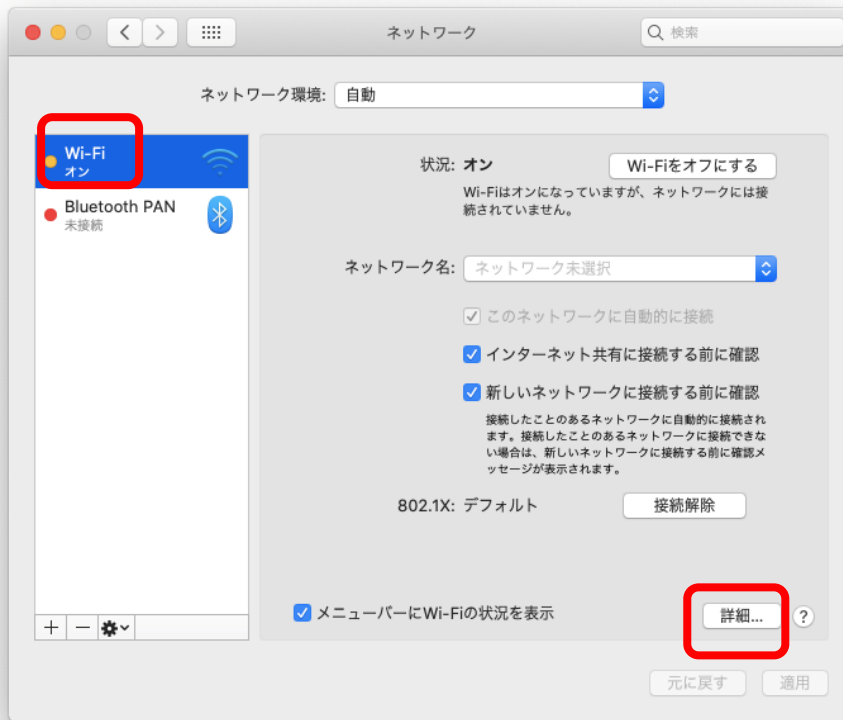 ネットワーク
検索
ネットワーク環境: 自動
Wi-Fi
オン
Bluetooth PAN
未接続
状況: オン
Wi-Fiをオフにする
Wi-Fiはオンになっていますが、ネットワークには接
続されていません。
ネットワーク名: ネットワーク未選択
このネットワークに自動的に接続
インターネット共有に接続する前に確認
新しいネットワークに接続する前に確認
接続したことのあるネットワークに自動的に接続され
ます。接続したことのあるネットワークに接続できな
い場合は、新しいネットワークに接続する前に確認メ
ッセージが表示されます。
802.1X: デフォルト 接続解除
メニューバーにWi-Fiの状況を表示
詳細... ?
元に戻す 適用